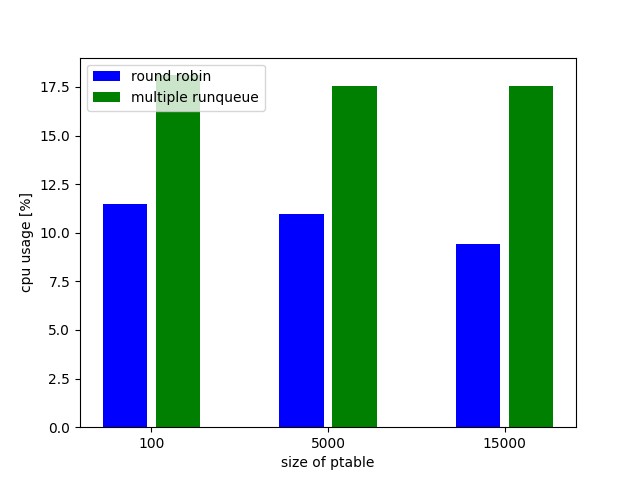 round robin
multiple runqueue
17.5
15.0
12.5
10.0
7.5
5.0
2.5
0.0
cpu usage [%]
100 5000 15000
size of ptable